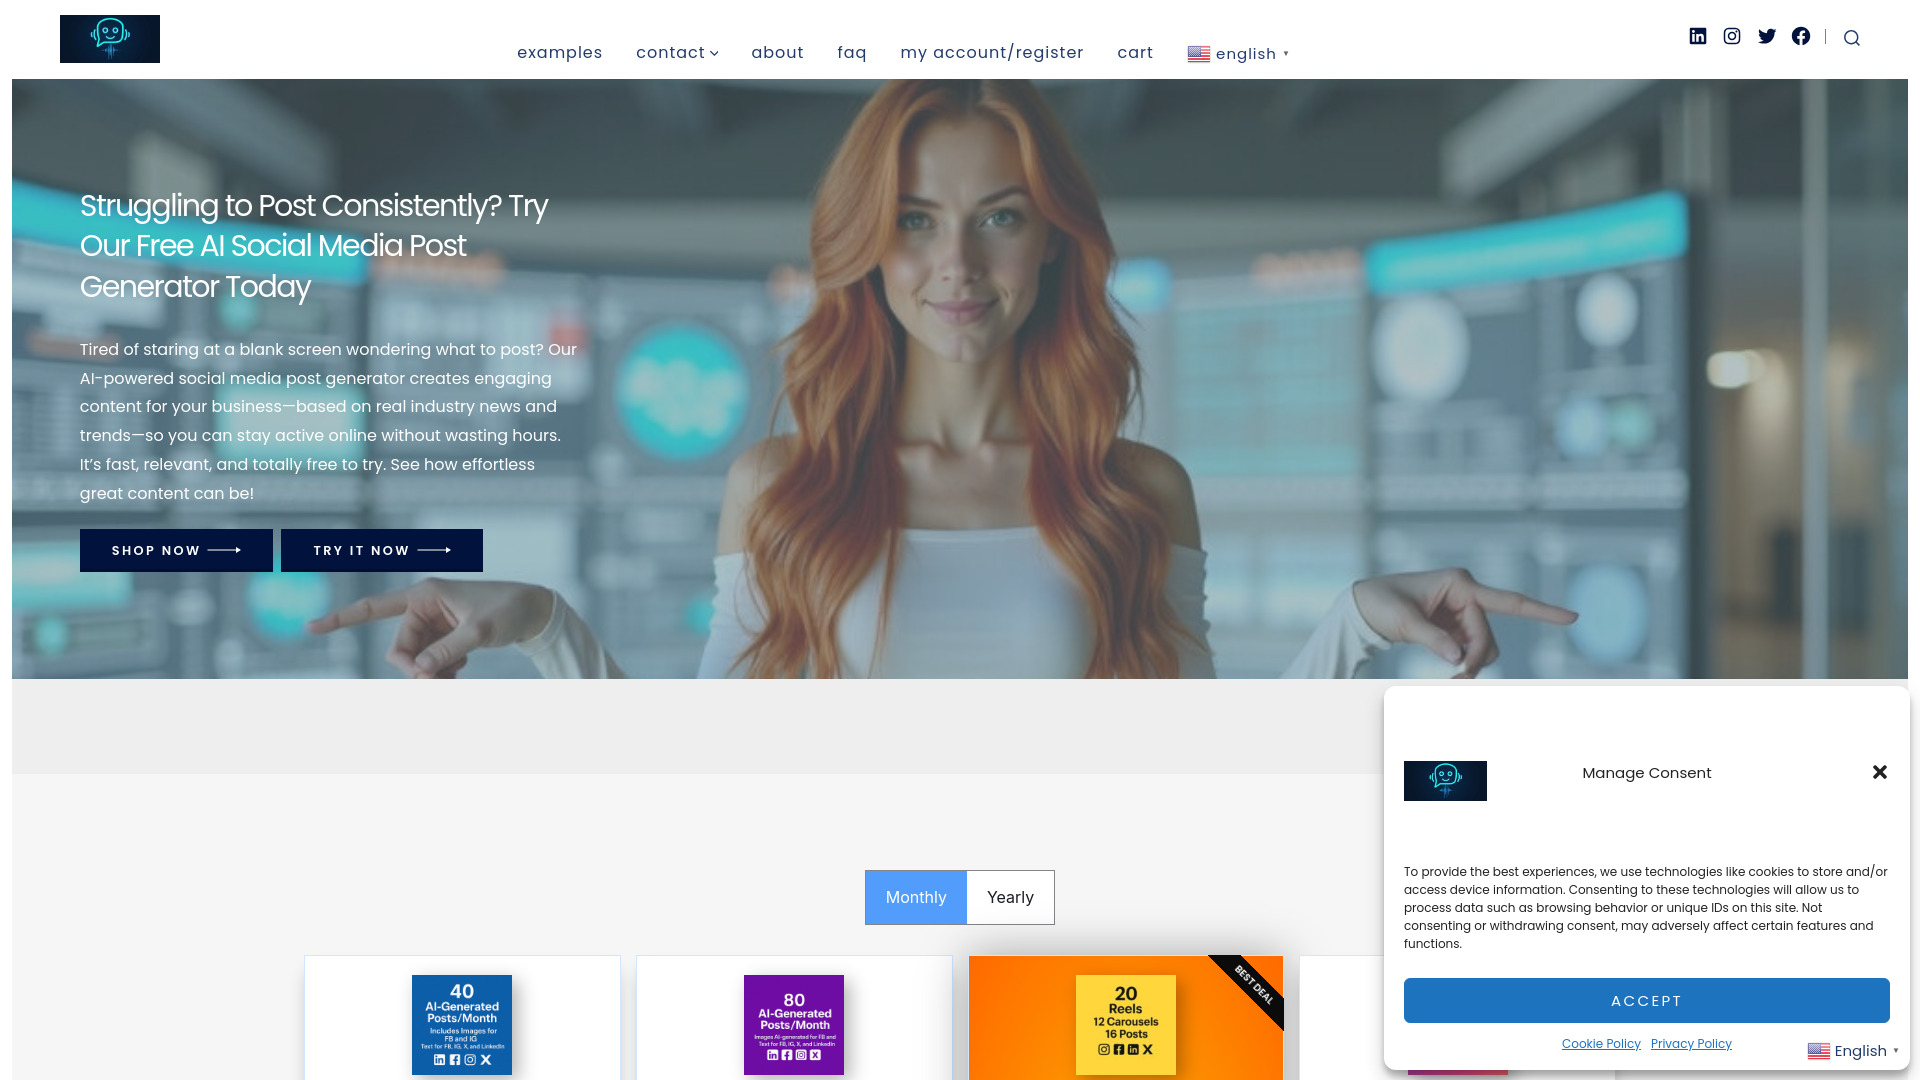 examples
contact
about
faq
my account/register
cart
english
Struggling to Post Consistently? Try
Our Free AI Social Media Post
Generator Today
Tired of staring at a blank screen wondering what to post? Our
AI-powered social media post generator creates engaging
content for your business—based on real industry news and
trends—so you can stay active online without wasting hours.
It's fast, relevant, and totally free to try. See how effortless
great content can be!
SHOP NOW
TRY IT NOW
Monthly
Yearly
40
AI-Generated
Posts/Month
Includes Images for
FB and IG
Text for FB, IG, X, and LinkedIn
80
AI-Generated
Posts/Month
Images AI-generated for FB and
Text for FB, IG, X, and LinkedIn
20
Reels
12 Carousels
16 Posts
BEST DEAL
Manage Consent
To provide the best experiences, we use technologies like cookies to store and/or
access device information. Consenting to these technologies will allow us to
process data such as browsing behavior or unique IDs on this site. Not
consenting or withdrawing consent, may adversely affect certain features and
functions.
ACCEPT
Cookie Policy
Privacy Policy
English